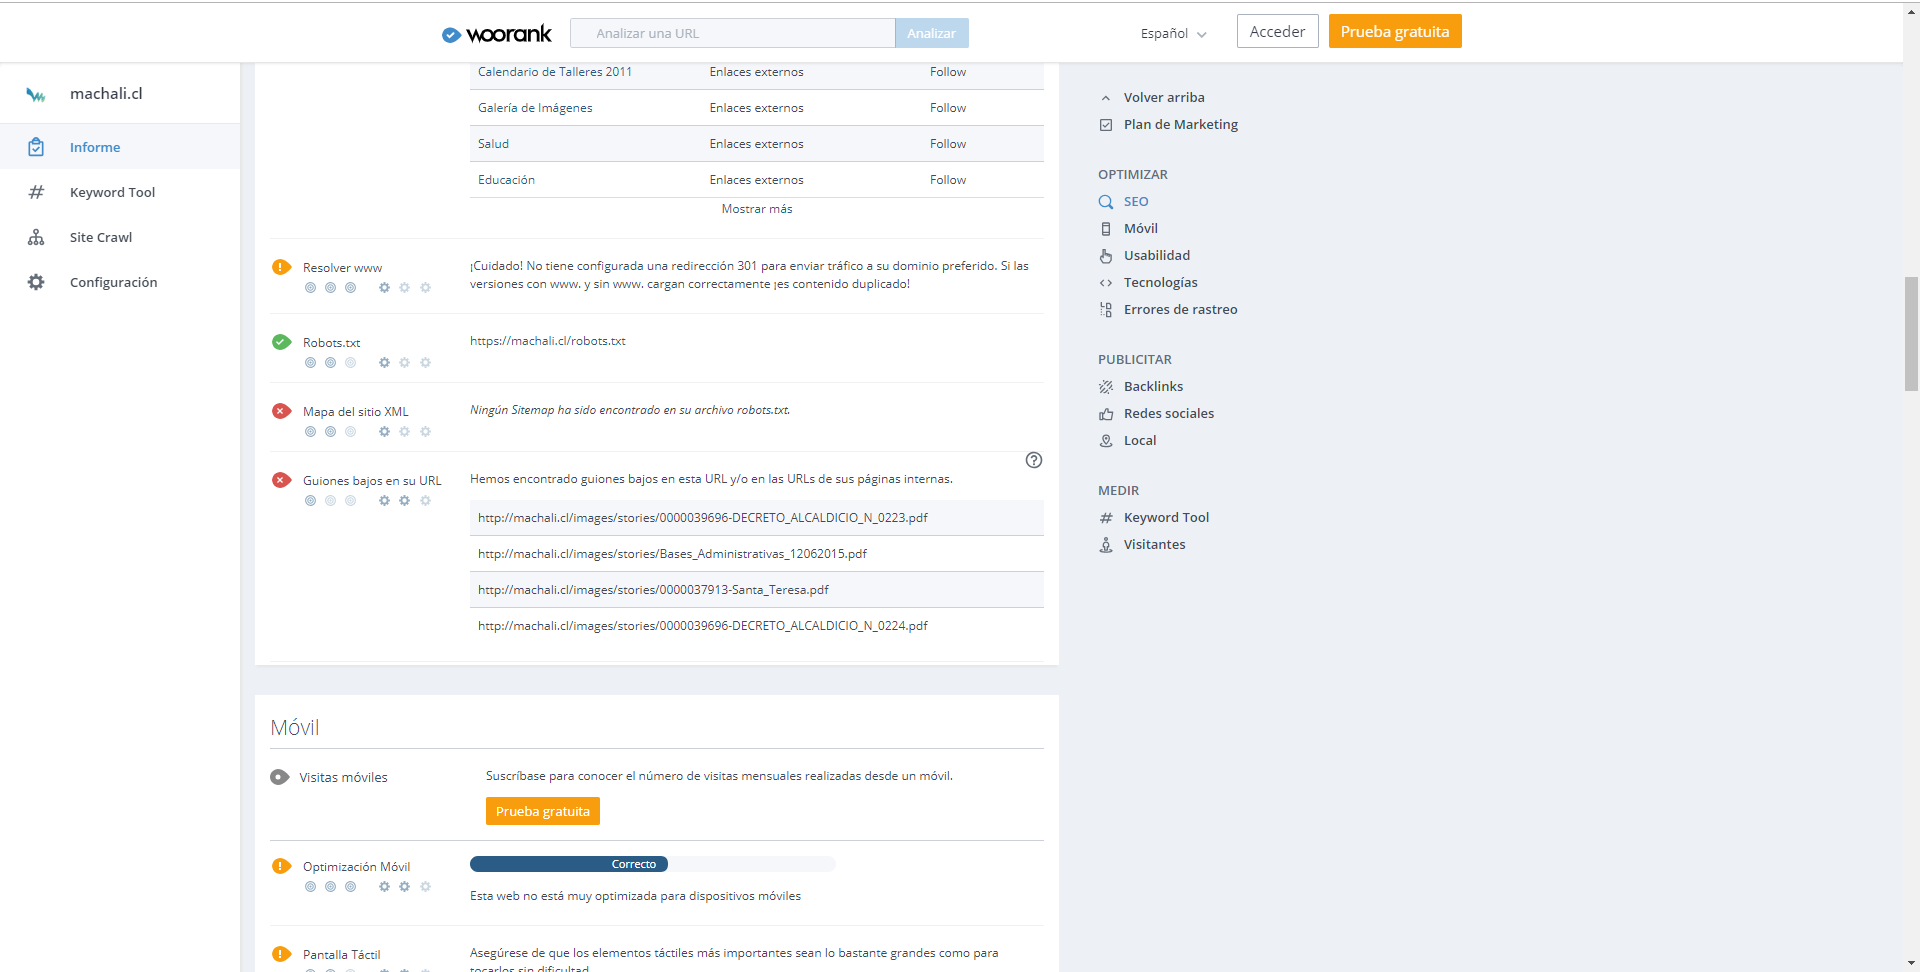 woorank
Analizar una URL
Analizar
Español
Acceder
Prueba gratuita
machali.cl
Informe
Keyword Tool
Site Crawl
Configuración
Calendario de Talleres 2011 Enlaces externos Follow
Galería de Imágenes Enlaces externos Follow
Salud Enlaces externos Follow
Educación Enlaces externos Follow
Mostrar más
Resolver www
¡Cuidado! No tiene configurada una redirección 301 para enviar tráfico a su dominio preferido. Si las
versiones con www. y sin www. cargan correctamente ¡es contenido duplicado!
Robots.txt
https://machali.cl/robots.txt
Mapa del sitio XML
Ningún Sitemap ha sido encontrado en su archivo robots.txt.
Guiones bajos en su URL
Hemos encontrado guiones bajos en esta URL y/o en las URLs de sus páginas internas.
http://machali.cl/images/stories/0000039696-DECRETO_ALCALDICIO_N_0223.pdf
http://machali.cl/images/stories/Bases_Administrativas_12062015.pdf
http://machali.cl/images/stories/0000037913-Santa_Teresa.pdf
http://machali.cl/images/stories/0000039696-DECRETO_ALCALDICIO_N_0224.pdf
Móvil
Visitas móviles
Suscríbase para conocer el número de visitas mensuales realizadas desde un móvil.
Prueba gratuita
Optimización Móvil
Correcto
Esta web no está muy optimizada para dispositivos móviles
Pantalla Táctil
Asegúrese de que los elementos táctiles más importantes sean lo bastante grandes como para
tocarlos sin dificultad
Volver arriba
Plan de Marketing
OPTIMIZAR
SEO
Móvil
Usabilidad
Tecnologías
Errores de rastreo
PUBLICITAR
Backlinks
Redes sociales
Local
MEDIR
Keyword Tool
Visitantes